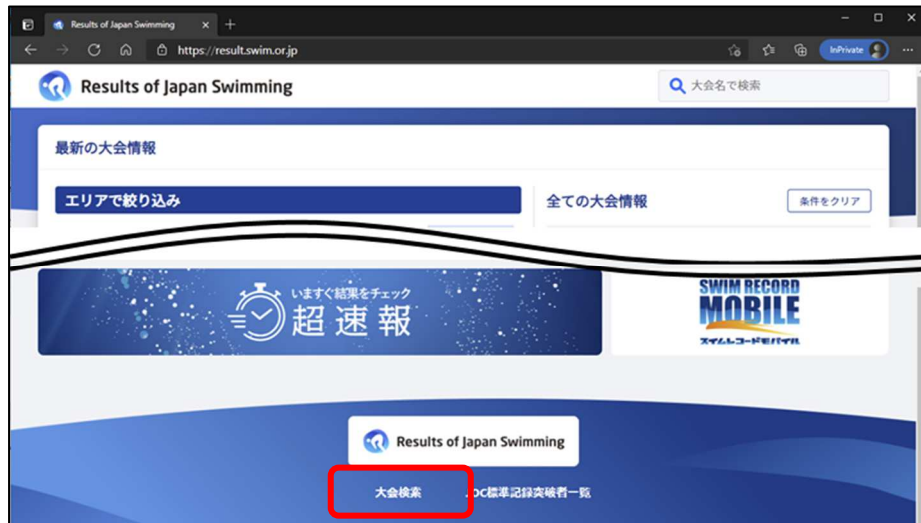 Results of Japan Swimming
https://result.swim.or.jp
InPrivate
Results of Japan Swimming
大会名で検索
最新の大会情報
エリアで絞り込み
全ての大会情報
条件をクリア
いますぐ結果をチェック
超速報
SWIM RECORD
MOBILE
スイムレコードモバイル
Results of Japan Swimming
大会検索
JOC標準記録突破者一覧